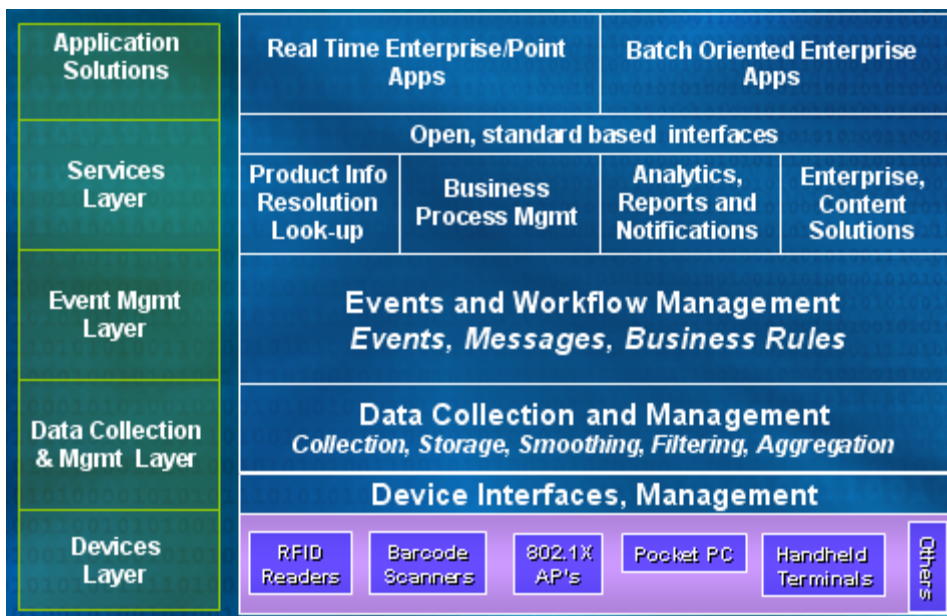 Application
Solutions
Real Time Enterprise/Point
Apps
Batch Oriented Enterprise
Apps
Open, standard based interfaces
Services
Layer
Product Info
Resolution
Look-up
Business
Process Mgmt
Analytics,
Reports and
Notifications
Enterprise,
Content
Solutions
Event Mgmt
Layer
Events and Workflow Management
Events, Messages, Business Rules
Data Collection
& Mgmt Layer
Data Collection and Management
Collection, Storage, Smoothing, Filtering, Aggregation
Device Interfaces, Management
Devices
Layer
RFID
Readers
Barcode
Scanners
802.1X
AP's
Pocket PC
Handheld
Terminals
Others